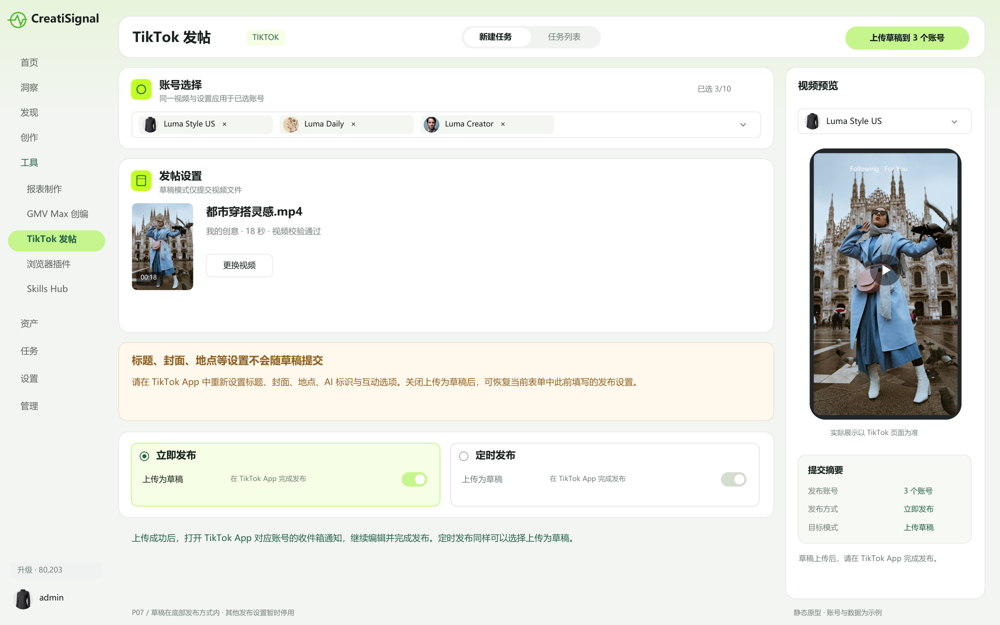 CreatiSignal
首页
洞察
发现
创作
工具
报表制作
GMV Max 创编
TikTok 发帖
浏览器插件
Skills Hub
资产
任务
设置
管理
升级 · 80,203
admin
TikTok 发帖
TIKTOK
新建任务
任务列表
上传草稿到 3 个账号
账号选择
同一视频与设置应用于已选账号
已选 3/10
Luma Style US ×
Luma Daily ×
Luma Creator ×
发帖设置
草稿模式仅提交视频文件
00:18
都市穿搭灵感.mp4
我的创意 · 18 秒 · 视频校验通过
更换视频
标题、封面、地点等设置不会随草稿提交
请在 TikTok App 中重新设置标题、封面、地点、AI 标识与互动选项。关闭上传为草稿后，可恢复当前表单中此前填写的发布设置。
立即发布
上传为草稿
在 TikTok App 完成发布
定时发布
上传为草稿
在 TikTok App 完成发布
上传成功后，打开 TikTok App 对应账号的收件箱通知，继续编辑并完成发布。定时发布同样可以选择上传为草稿。
P07 / 草稿在底部发布方式内 · 其他发布设置暂时停用
视频预览
Luma Style US
Following For You
实际展示以 TikTok 页面为准
提交摘要
发布账号 3 个账号
发布方式 立即发布
目标模式 上传草稿
草稿上传后，请在 TikTok App 完成发布。
静态原型 · 账号与数据为示例